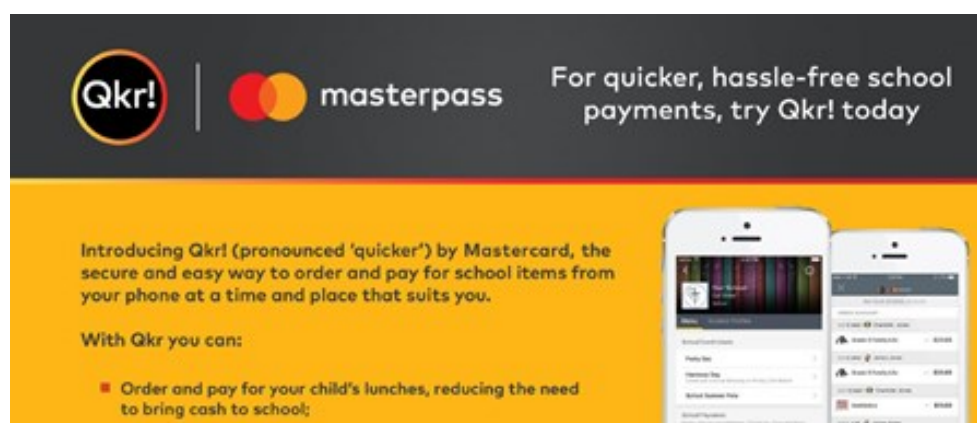 Qkr!
masterpass
For quicker, hassle-free school
payments, try Qkr! today
Introducing Qkr! (pronounced 'quicker') by Mastercard, the
secure and easy way to order and pay for school items from
your phone at a time and place that suits you.
With Qkr you can:
Order and pay for your child's lunches, reducing the need
to bring cash to school;
Your School
Menu